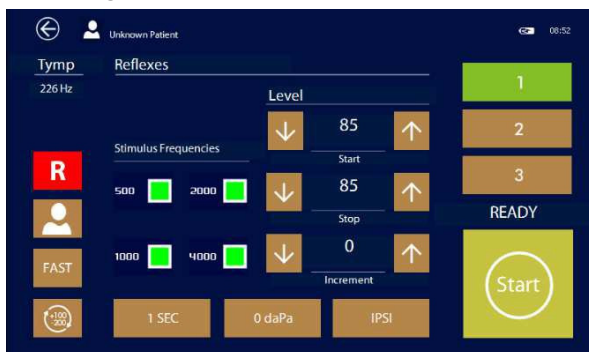 Unknown Patient
08:52
Tymp
Reflexes
226 Hz
1
Level
85
2
Start
Stimulus Frequencies
R
3
500
2000
85
Stop
READY
1000
4000
0
Increment
FAST
Start
+100
-200
1 SEC
0 daPa
IPSI